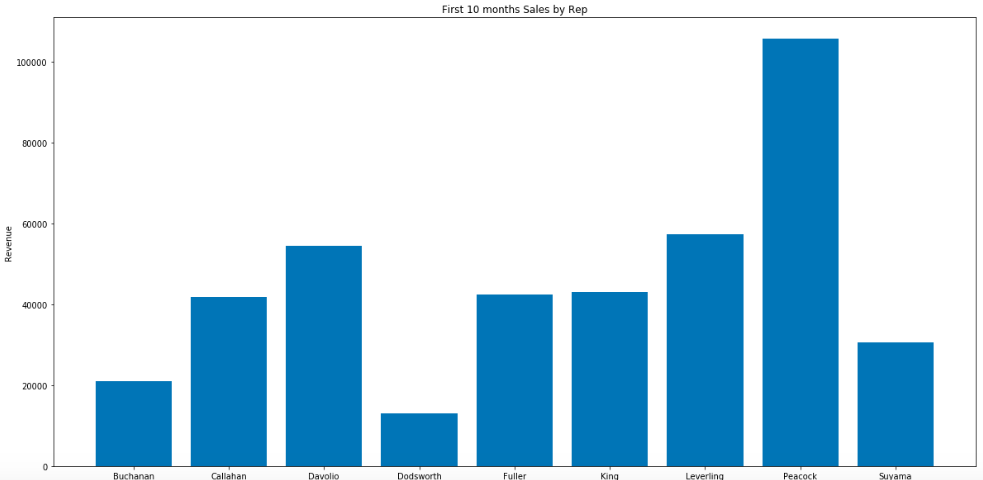 First 10 months Sales by Rep
100000
80000
60000
40000
20000
0
Revenue
Buchanan Callahan Davolio Dodsworth Fuller King Leverling Peacock Suyama